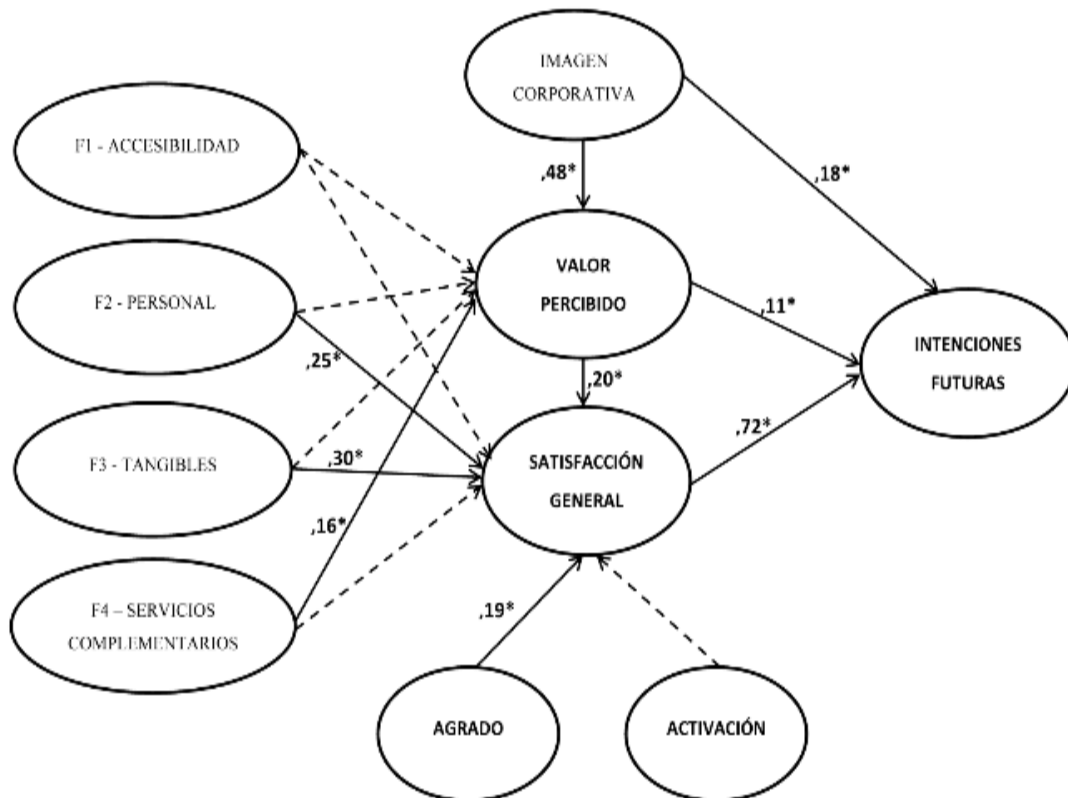 IMAGEN
CORPORATIVA
F1 - ACCESIBILIDAD
,48*
,18*
F2 - PERSONAL
VALOR
PERCIBIDO
,11*
INTENCIONES
FUTURAS
,25*
,20*
F3 - TANGIBLES
,30*
SATISFACCIÓN
GENERAL
,72*
,16*
F4 – SERVICIOS
COMPLEMENTARIOS
,19*
AGRADO
ACTIVACIÓN